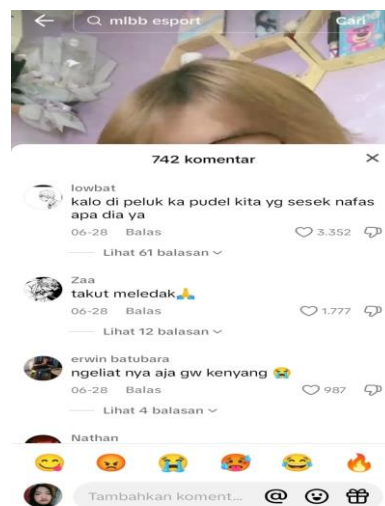 mlbb esport
Cari
742 komentar
lowbat
kalo di peluk ka pudel kita yg sesek nafas
apa dia ya
06-28 Balas
3.352
Lihat 61 balasan
Zaa
takut meledak🙏
06-28 Balas
1.777
Lihat 12 balasan
erwin batubara
ngeliat nya aja gw kenyang 😭
06-28 Balas
987
Lihat 4 balasan
Nathan
Tambahkan koment...